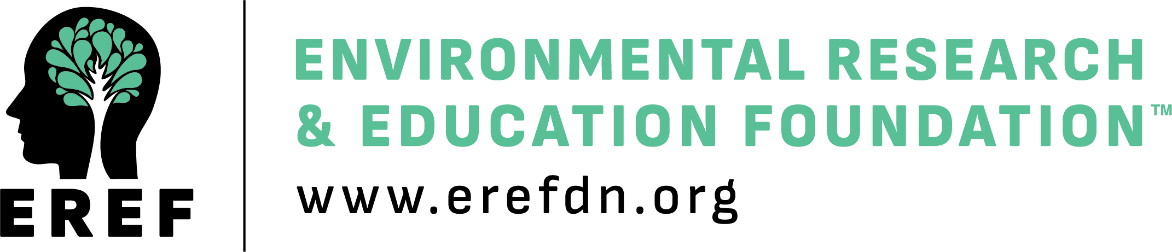 EREF
ENVIRONMENTAL RESEARCH
& EDUCATION FOUNDATION™
www.erefdn.org